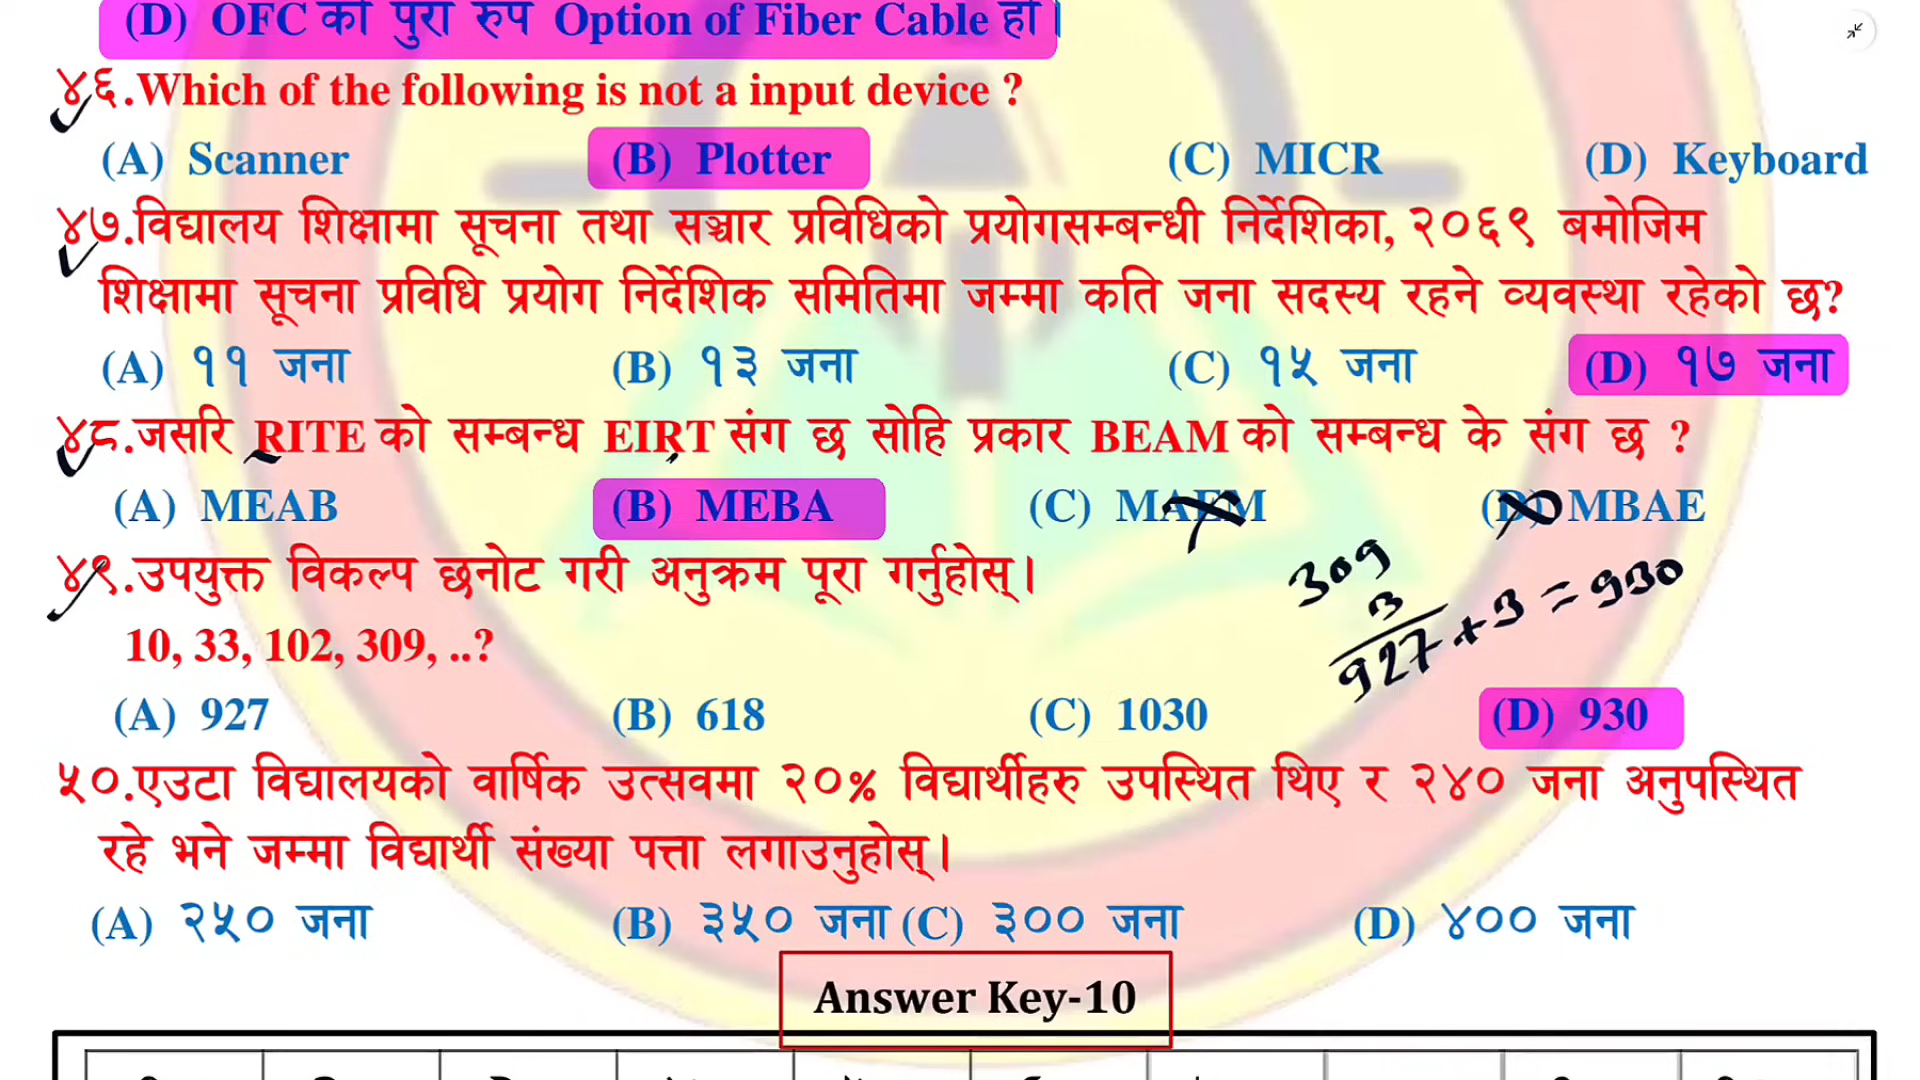 (D) OFC को पुरा रुप Option of Fiber Cable हो।
४६.Which of the following is not a input device ?
(A) Scanner (B) Plotter (C) MICR (D) Keyboard
४७.विद्यालय शिक्षामा सूचना तथा सञ्चार प्रविधिको प्रयोगसम्बन्धी निर्देशिका, २०६९ बमोजिम
शिक्षामा सूचना प्रविधि प्रयोग निर्देशिक समितिमा जम्मा कति जना सदस्य रहने व्यवस्था रहेको छ?
(A) ११ जना (B) १३ जना (C) १५ जना (D) १७ जना
४८.जसरि RITE को सम्बन्ध EIRT संग छ सोहि प्रकार BEAM को सम्बन्ध के संग छ ?
(A) MEAB (B) MEBA (C) MAEM (D) MBAE
४९.उपयुक्त विकल्प छनोट गरी अनुक्रम पूरा गर्नुहोस्।
309
3
927 + 3 = 930
10, 33, 102, 309, ..?
(A) 927 (B) 618 (C) 1030 (D) 930
५०.एउटा विद्यालयको वार्षिक उत्सवमा २०% विद्यार्थीहरु उपस्थित थिए र २४० जना अनुपस्थित
रहे भने जम्मा विद्यार्थी संख्या पत्ता लगाउनुहोस्।
(A) २५० जना (B) ३५० जना (C) ३०० जना (D) ४०० जना
Answer Key-10